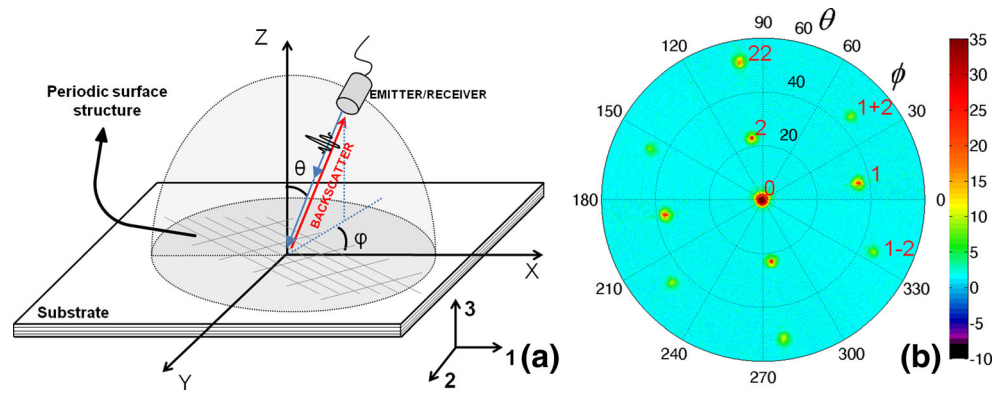 Z
EMITTER/RECEIVER
Periodic surface
structure
θ
BACKSCATTER
φ
X
Substrate
Y
3
1
2
(a)
90
60
θ
120
60
ϕ
22
40
1+2
150
30
2
20
1
0
180
0
1-2
210
330
240
300
270
(b)
35
30
25
20
15
10
5
0
-5
-10